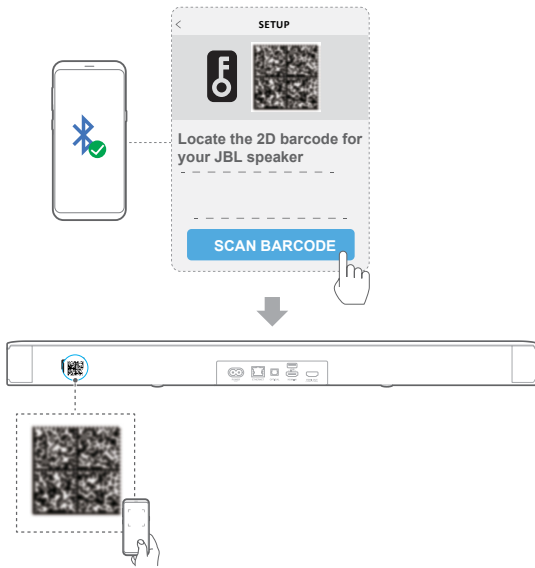 <
SETUP
Locate the 2D barcode for
your JBL speaker
SCAN BARCODE